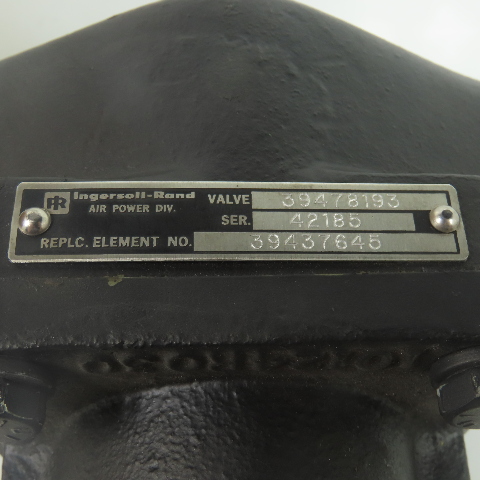 IR Ingersoll-Rand VALVE 39478193
AIR POWER DIV. SER. 42185
REPLC. ELEMENT NO. 39437645